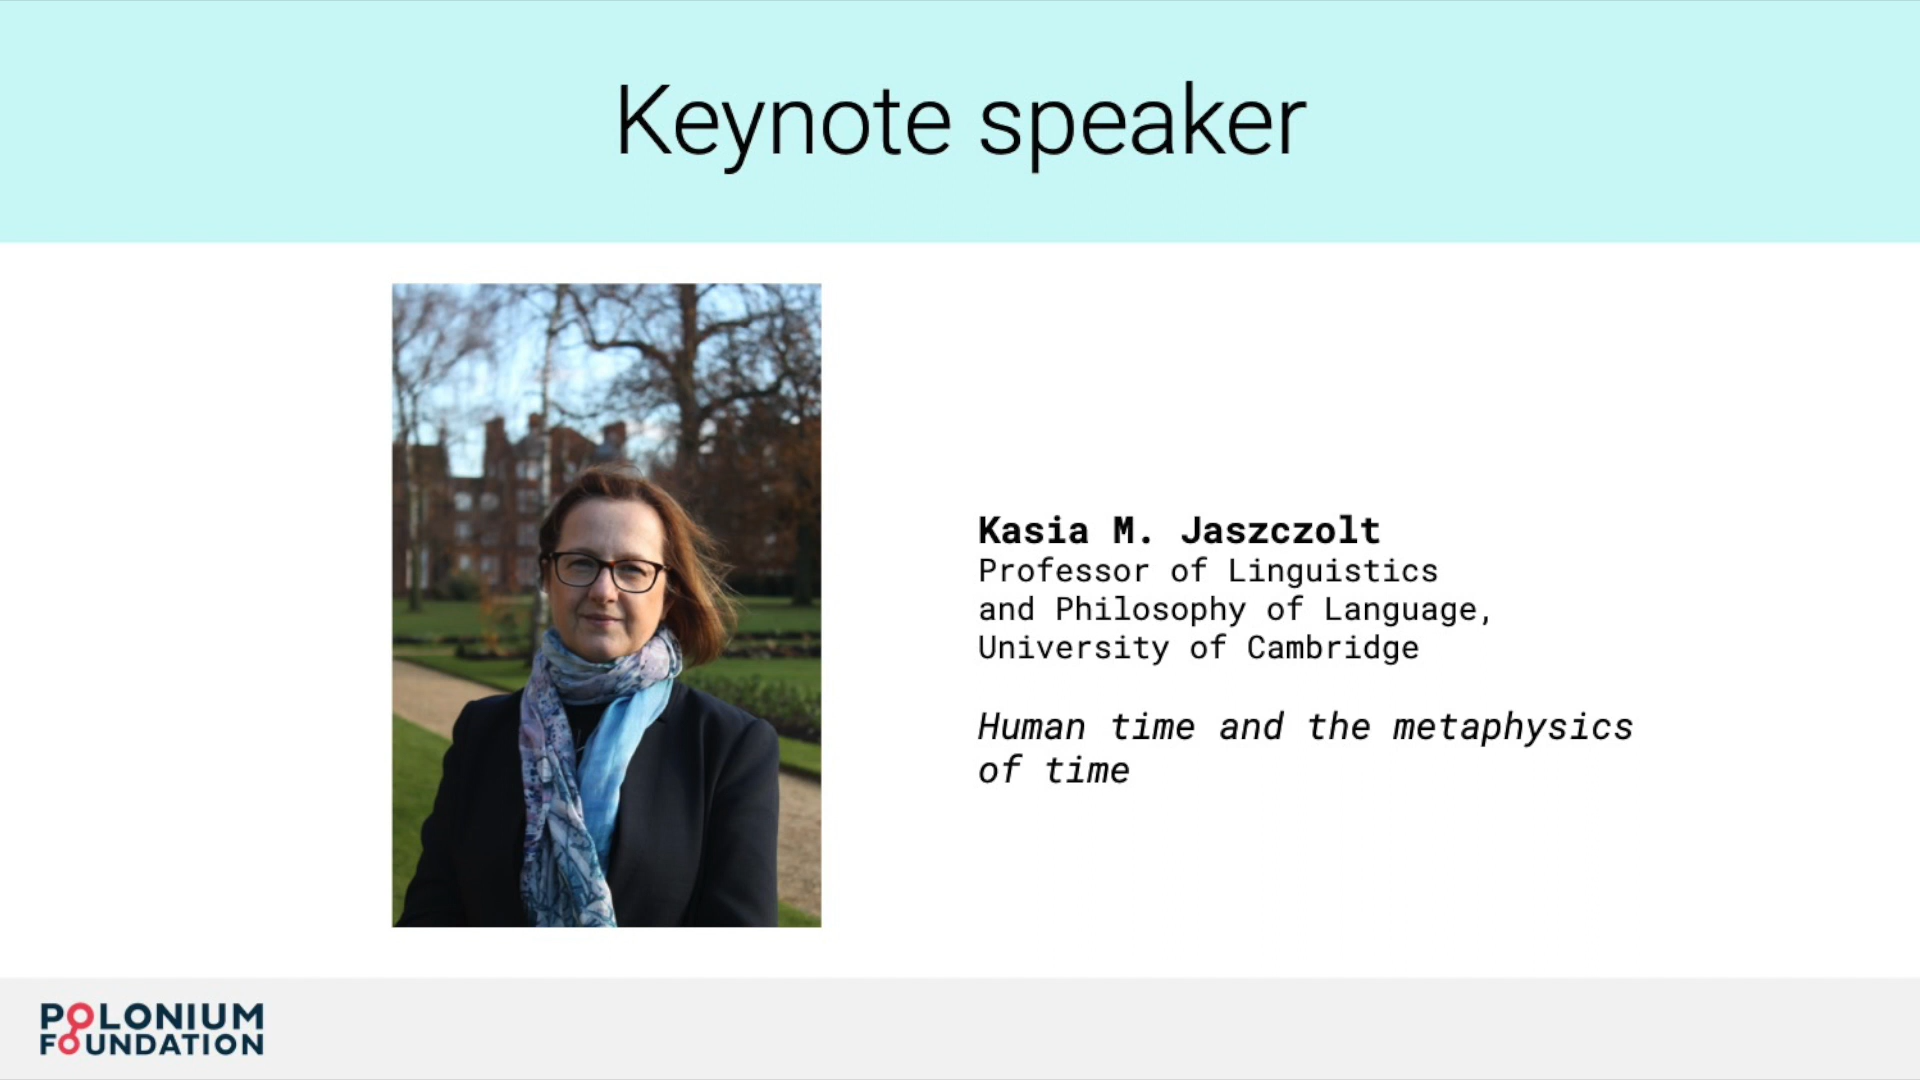 Keynote speaker
Kasia M. Jaszczolt
Professor of Linguistics
and Philosophy of Language,
University of Cambridge
Human time and the metaphysics
of time
POLONIUM
FOUNDATION